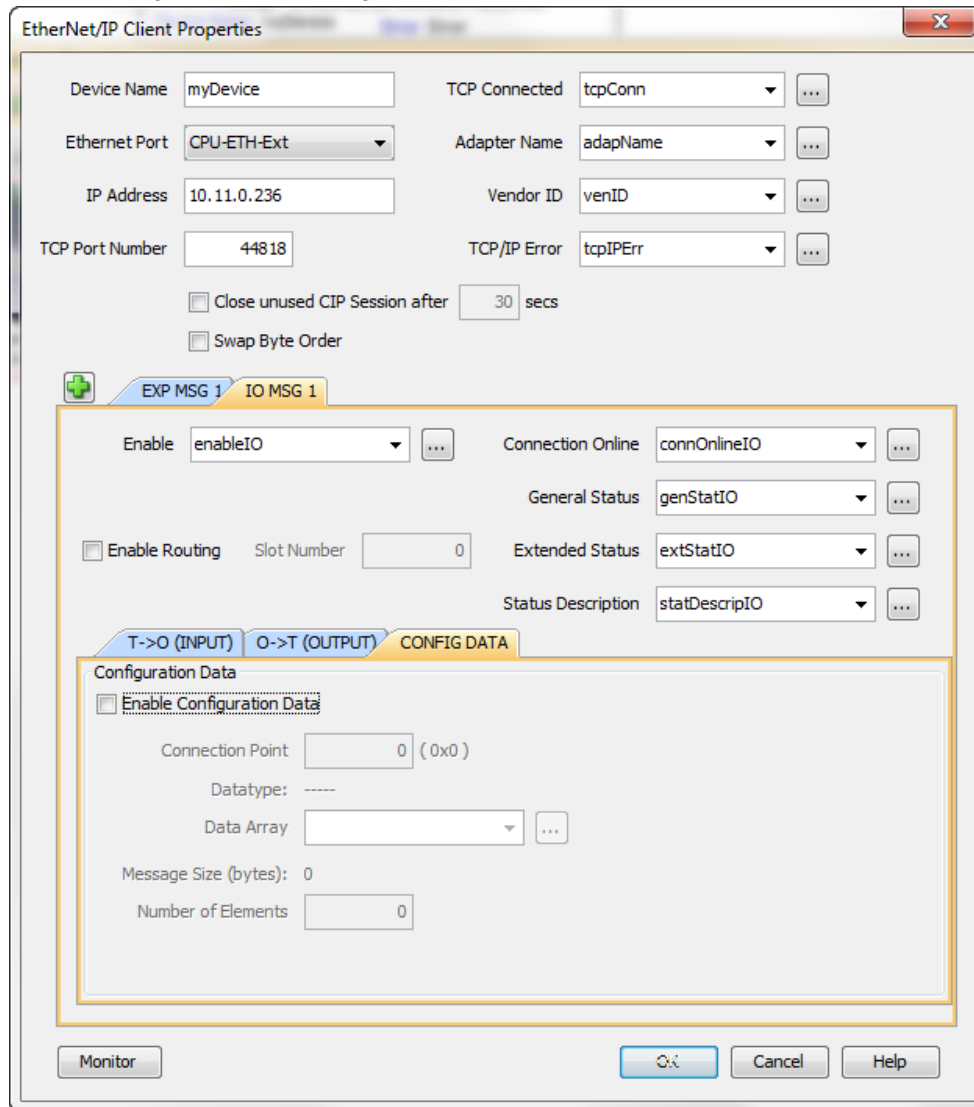 EtherNet/IP Client Properties
Device Name myDevice TCP Connected tcpConn ...
Ethernet Port CPU-ETH-Ext Adapter Name adapName ...
IP Address 10.11.0.236 Vendor ID venID ...
TCP Port Number 44818 TCP/IP Error tcpIPErr ...
Close unused CIP Session after 30 secs
Swap Byte Order
EXP MSG 1 IO MSG 1
Enable enableIO ... Connection Online connOnlineIO ...
General Status genStatIO ...
Enable Routing Slot Number 0 Extended Status extStatIO ...
Status Description statDescripIO ...
T->O (INPUT) O->T (OUTPUT) CONFIG DATA
Configuration Data
Enable Configuration Data
Connection Point 0 ( 0x0 )
Datatype: -----
Data Array ...
Message Size (bytes): 0
Number of Elements 0
Monitor OK Cancel Help